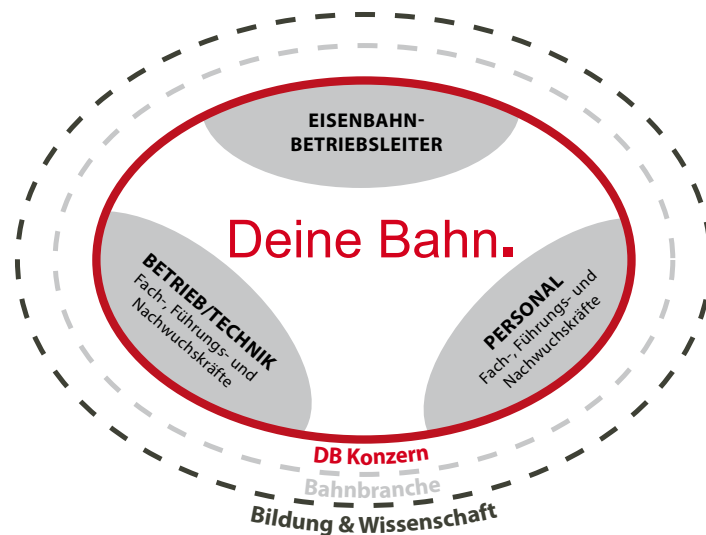 EISENBAHN-
BETRIEBSLEITER
Deine Bahn.
BETRIEB/TECHNIK
Fach-, Führungs- und
Nachwuchskräfte
PERSONAL
Fach-, Führungs- und
Nachwuchskräfte
DB Konzern
Bahnbranche
Bildung & Wissenschaft